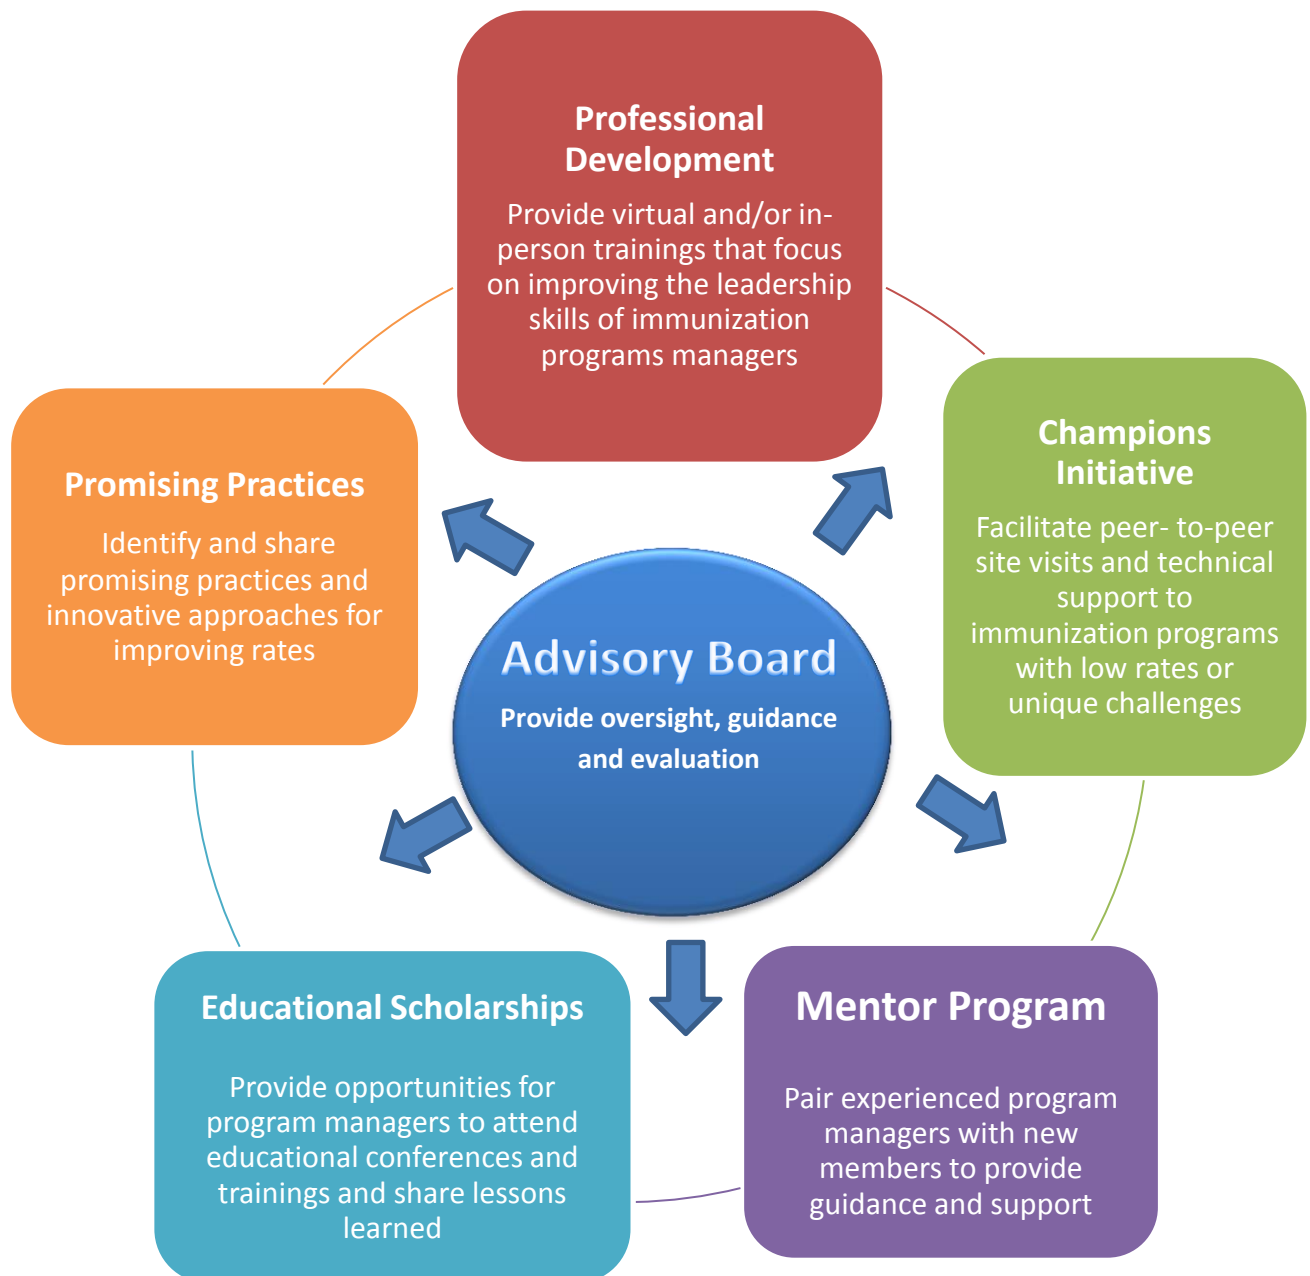 Professional
Development
Provide virtual and/or in-
person trainings that focus
on improving the leadership
skills of immunization
programs managers
Champions
Initiative
Facilitate peer- to-peer
site visits and technical
support to
immunization programs
with low rates or
unique challenges
Promising Practices
Identify and share
promising practices and
innovative approaches for
improving rates
Advisory Board
Provide oversight, guidance
and evaluation
Educational Scholarships
Provide opportunities for
program managers to attend
educational conferences and
trainings and share lessons
learned
Mentor Program
Pair experienced program
managers with new
members to provide
guidance and support